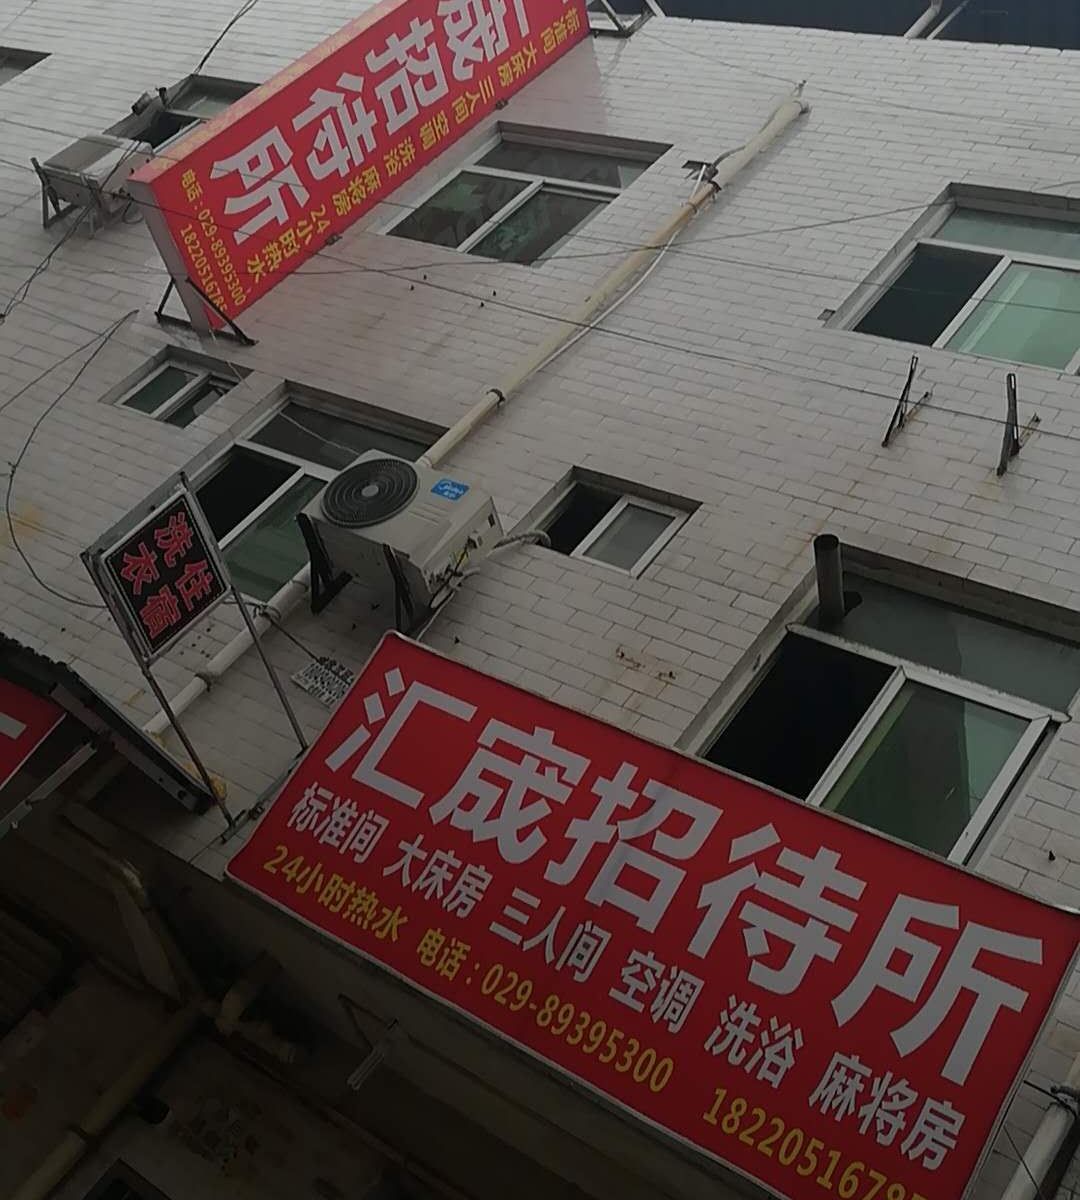 汇宬招待所
标准间 大床房 三人间 空调 洗浴 麻将房
24小时热水 电话：029-89395300 1822051678
宬招待所
标准间 大床房 三人间 空调 洗浴 麻将房 24小时热水
电话：029-89395300
18220516785
住宿
洗衣
Midea